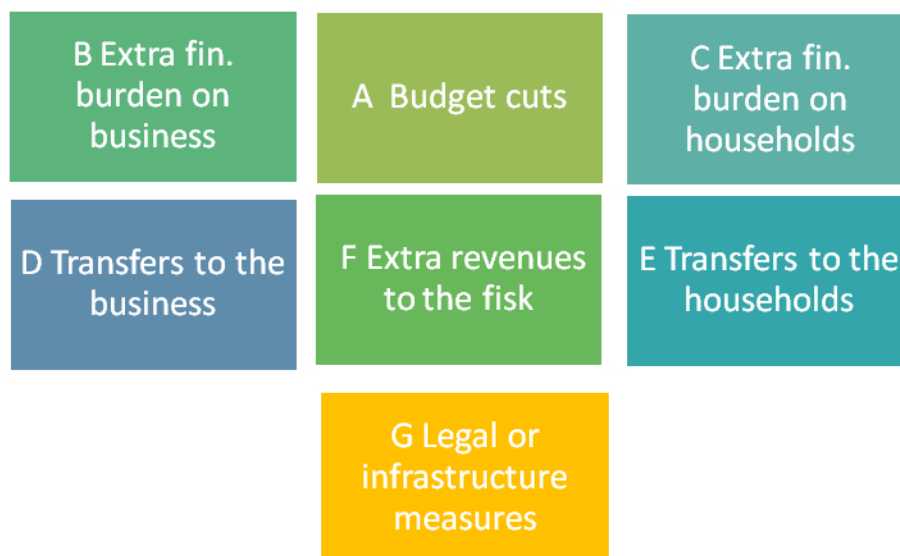 B Extra fin.
burden on
business
A Budget cuts
C Extra fin.
burden on
households
D Transfers to the
business
F Extra revenues
to the fisk
E Transfers to the
households
G Legal or
infrastructure
measures